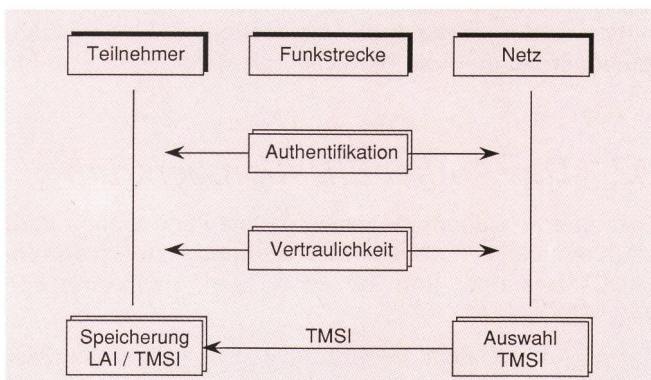 Teilnehmer
Funkstrecke
Netz
Authentifikation
Vertraulichkeit
Speicherung
LAI / TMSI
TMSI
Auswahl
TMSI